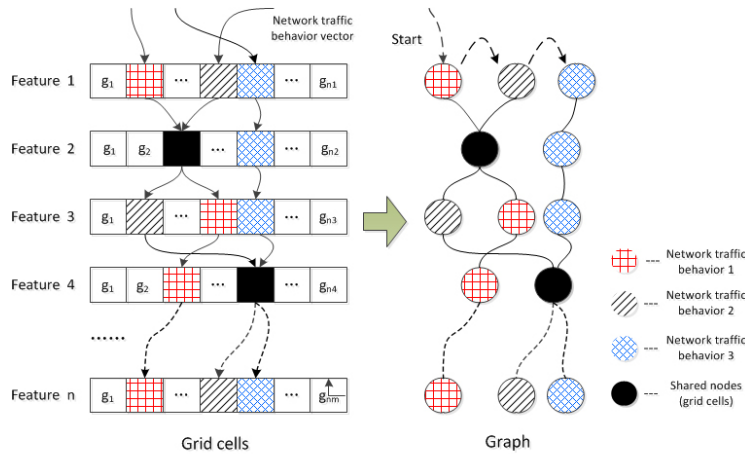 Network traffic
behavior vector
Start
Feature 1 g1 ... ... gn1
Feature 2 g1 g2 ... ... gn2
Feature 3 g1 ... ... gn3
Feature 4 g1 g2 ... ... gn4
......
Feature n g1 ... ... gnm
Grid cells
Graph
--- Network traffic
behavior 1
--- Network traffic
behavior 2
--- Network traffic
behavior 3
--- Shared nodes
(grid cells)